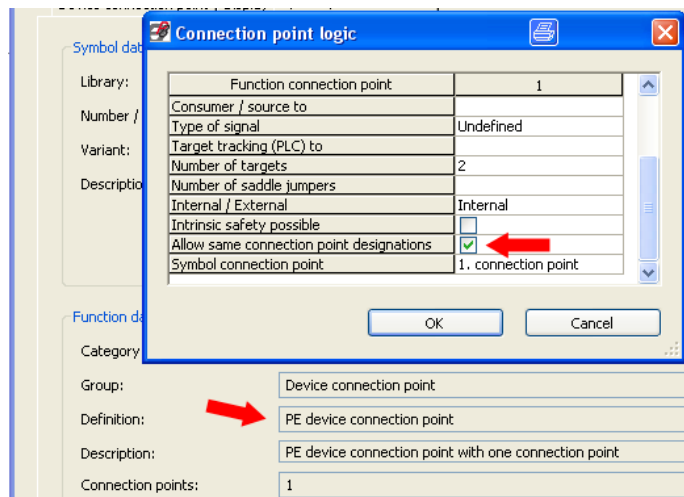 Connection point logic
Symbol dat
Library:
Number /
Variant:
Descriptio
Function connection point 1
Consumer / source to
Type of signal Undefined
Target tracking (PLC) to
Number of targets 2
Number of saddle jumpers
Internal / External Internal
Intrinsic safety possible
Allow same connection point designations
Symbol connection point 1. connection point
OK Cancel
Function da
Category
Group: Device connection point
Definition: PE device connection point
Description: PE device connection point with one connection point
Connection points: 1